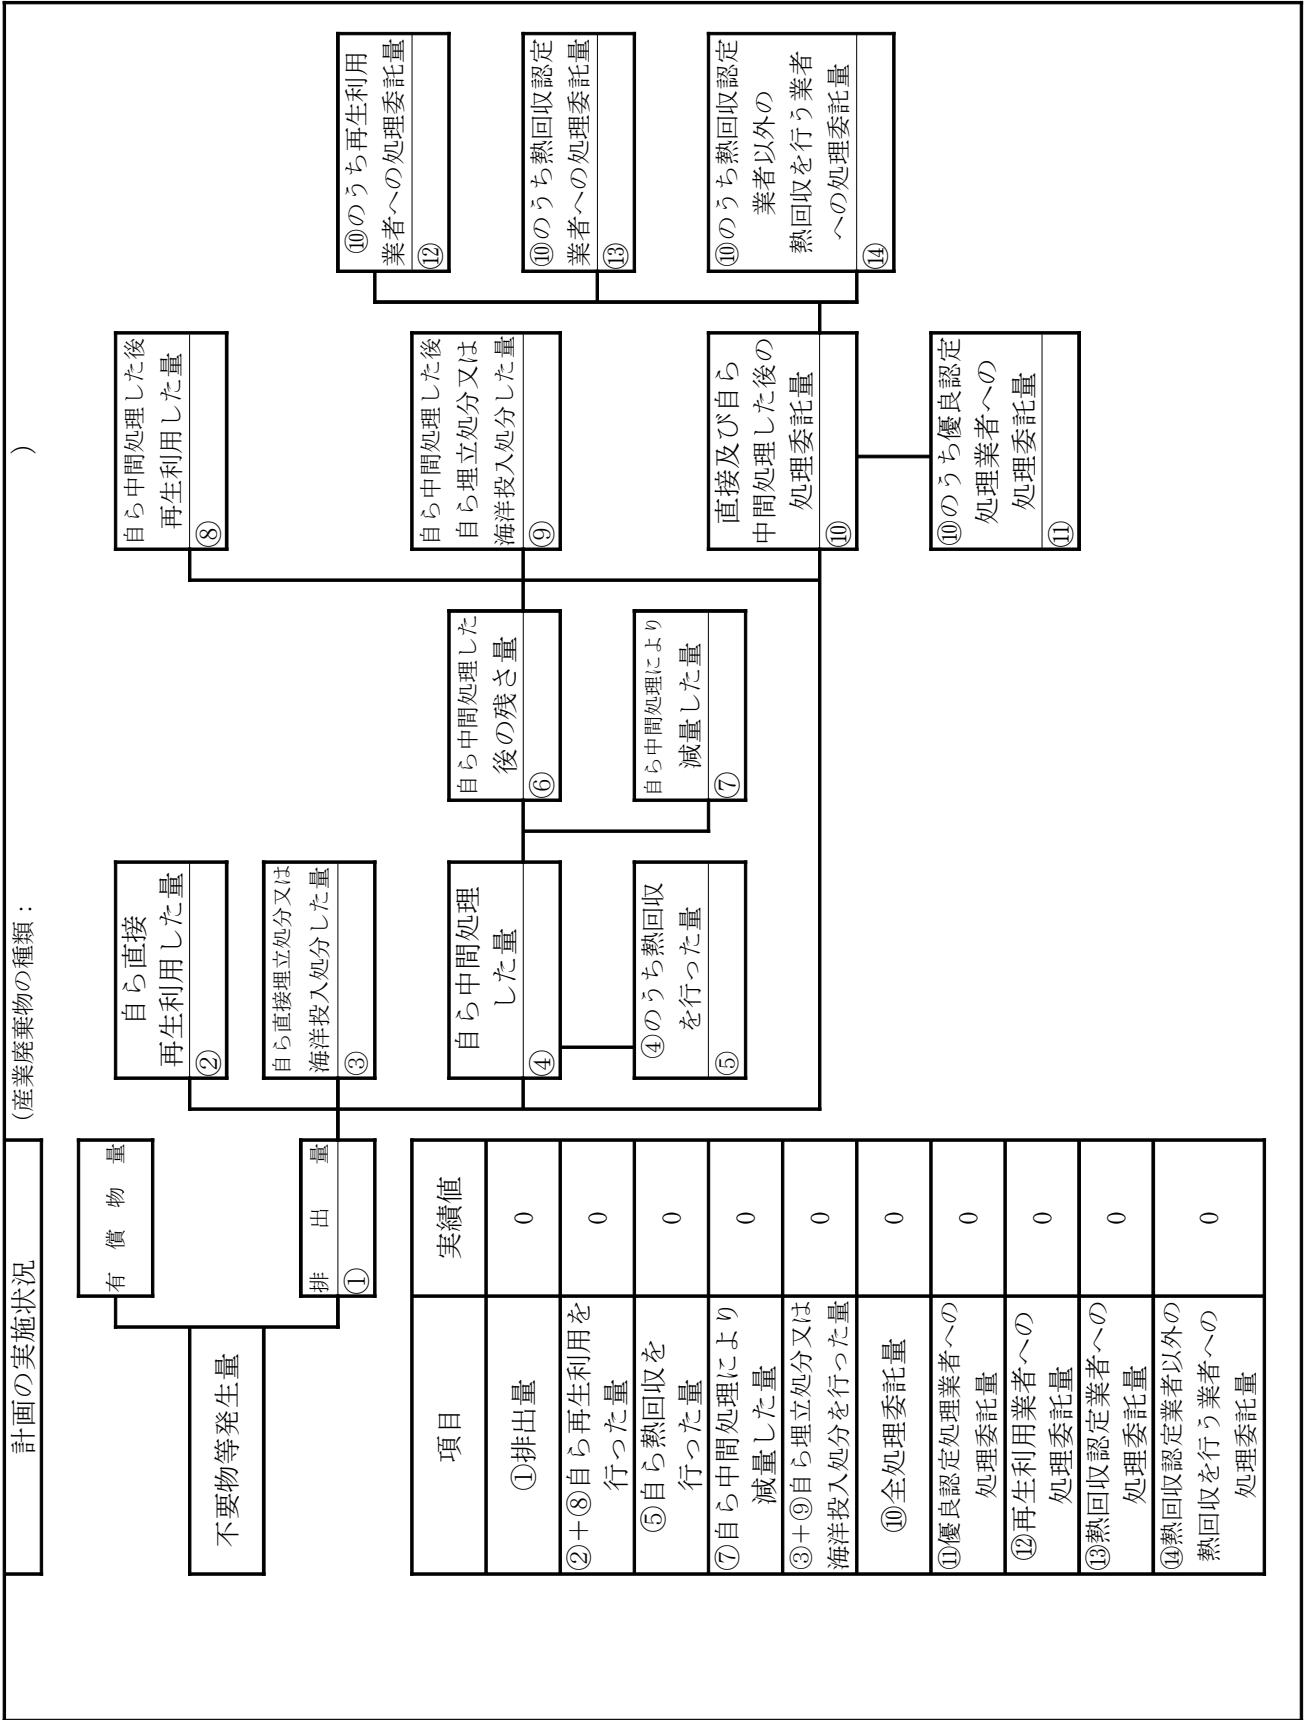 計画の実施状況
（産業廃棄物の種類：　　　）
不要物等発生量
有償物量
排出量
①
自ら直接
再生利用した量
②
自ら直接埋立処分又は
海洋投入処分した量
③
自ら中間処理
した量
④
④のうち熱回収
を行った量
⑤
自ら中間処理した
後の残さ量
⑥
自ら中間処理により
減量した量
⑦
自ら中間処理した後
再生利用した量
⑧
自ら中間処理した後
自ら埋立処分又は
海洋投入処分した量
⑨
直接及び自ら
中間処理した後の
処理委託量
⑩
⑩のうち優良認定
処理業者への
処理委託量
⑪
⑩のうち再生利用
業者への処理委託量
⑫
⑩のうち熱回収認定
業者への処理委託量
⑬
⑩のうち熱回収認定
業者以外の
熱回収を行う業者
への処理委託量
⑭
項目 実績値
①排出量 0
②＋⑧自ら再生利用を
行った量 0
⑤自ら熱回収を
行った量 0
⑦自ら中間処理により
減量した量 0
③＋⑨自ら埋立処分又は
海洋投入処分を行った量 0
⑩全処理委託量 0
⑪優良認定処理業者への
処理委託量 0
⑫再生利用業者への
処理委託量 0
⑬熱回収認定業者への
処理委託量 0
⑭熱回収認定業者以外の
熱回収を行う業者への
処理委託量 0